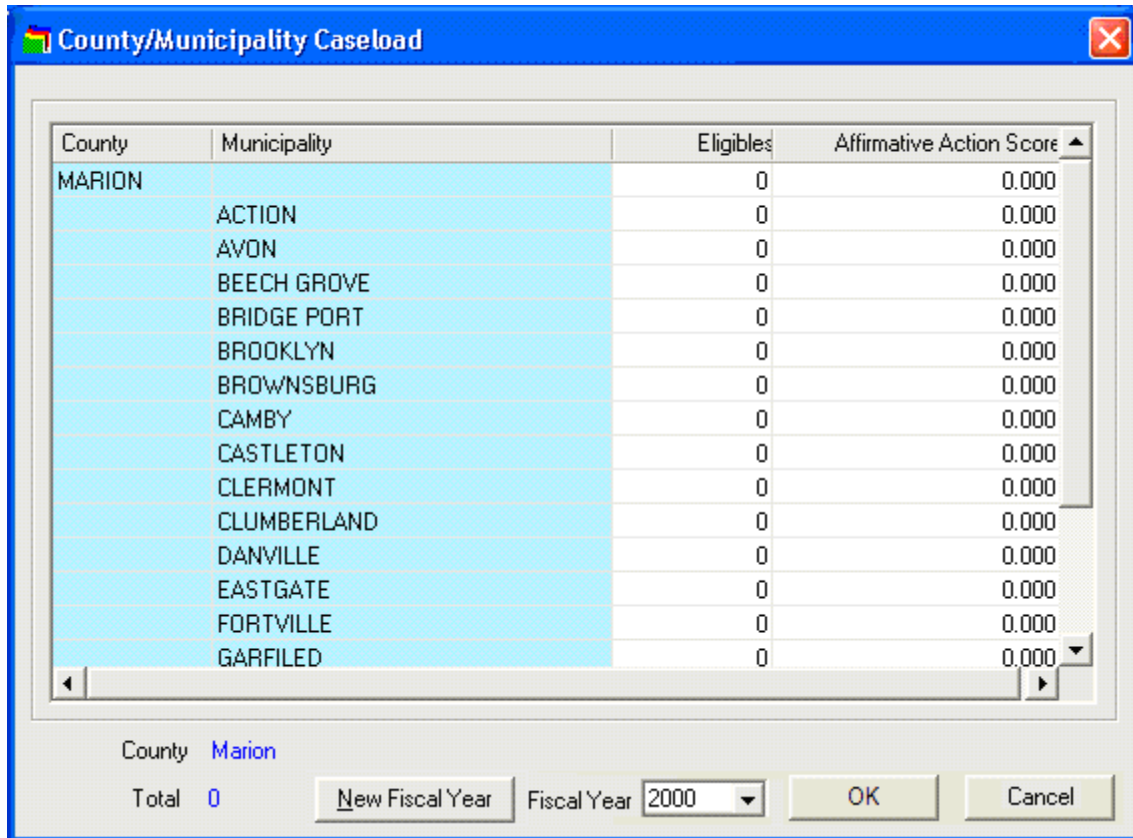 County/Municipality Caseload
County Municipality Eligibles Affirmative Action Score
MARION 0 0.000
ACTION 0 0.000
AVON 0 0.000
BEECH GROVE 0 0.000
BRIDGE PORT 0 0.000
BROOKLYN 0 0.000
BROWNSBURG 0 0.000
CAMBY 0 0.000
CASTLETON 0 0.000
CLERMONT 0 0.000
CLUMBERLAND 0 0.000
DANVILLE 0 0.000
EASTGATE 0 0.000
FORTVILLE 0 0.000
GARFILED 0 0.000
County Marion
Total 0 New Fiscal Year Fiscal Year 2000 OK Cancel